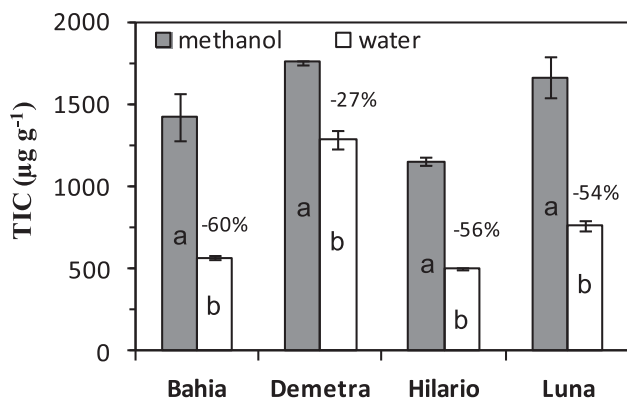 2000
methanol water
-27%
1500
TIC (µg g-1)
1000
a a a a
-60% -56% -54%
500
b b b b
0
Bahia Demetra Hilario Luna